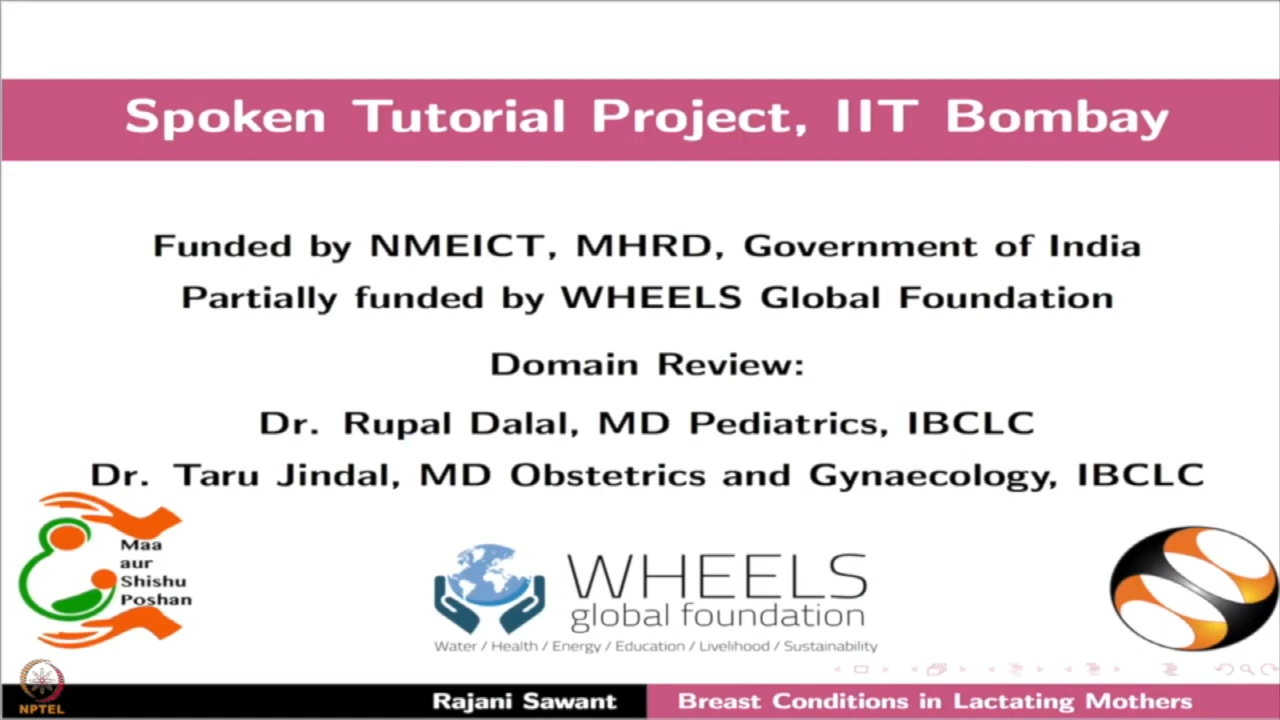 Spoken Tutorial Project, IIT Bombay
Funded by NMEICT, MHRD, Government of India
Partially funded by WHEELS Global Foundation
Domain Review:
Dr. Rupal Dalal, MD Pediatrics, IBCLC
Dr. Taru Jindal, MD Obstetrics and Gynaecology, IBCLC
Maa
aur
Shishu
Poshan
WHEELS
global foundation
Water / Health / Energy / Education / Livelihood / Sustainability
NPTEL
Rajani Sawant
Breast Conditions in Lactating Mothers